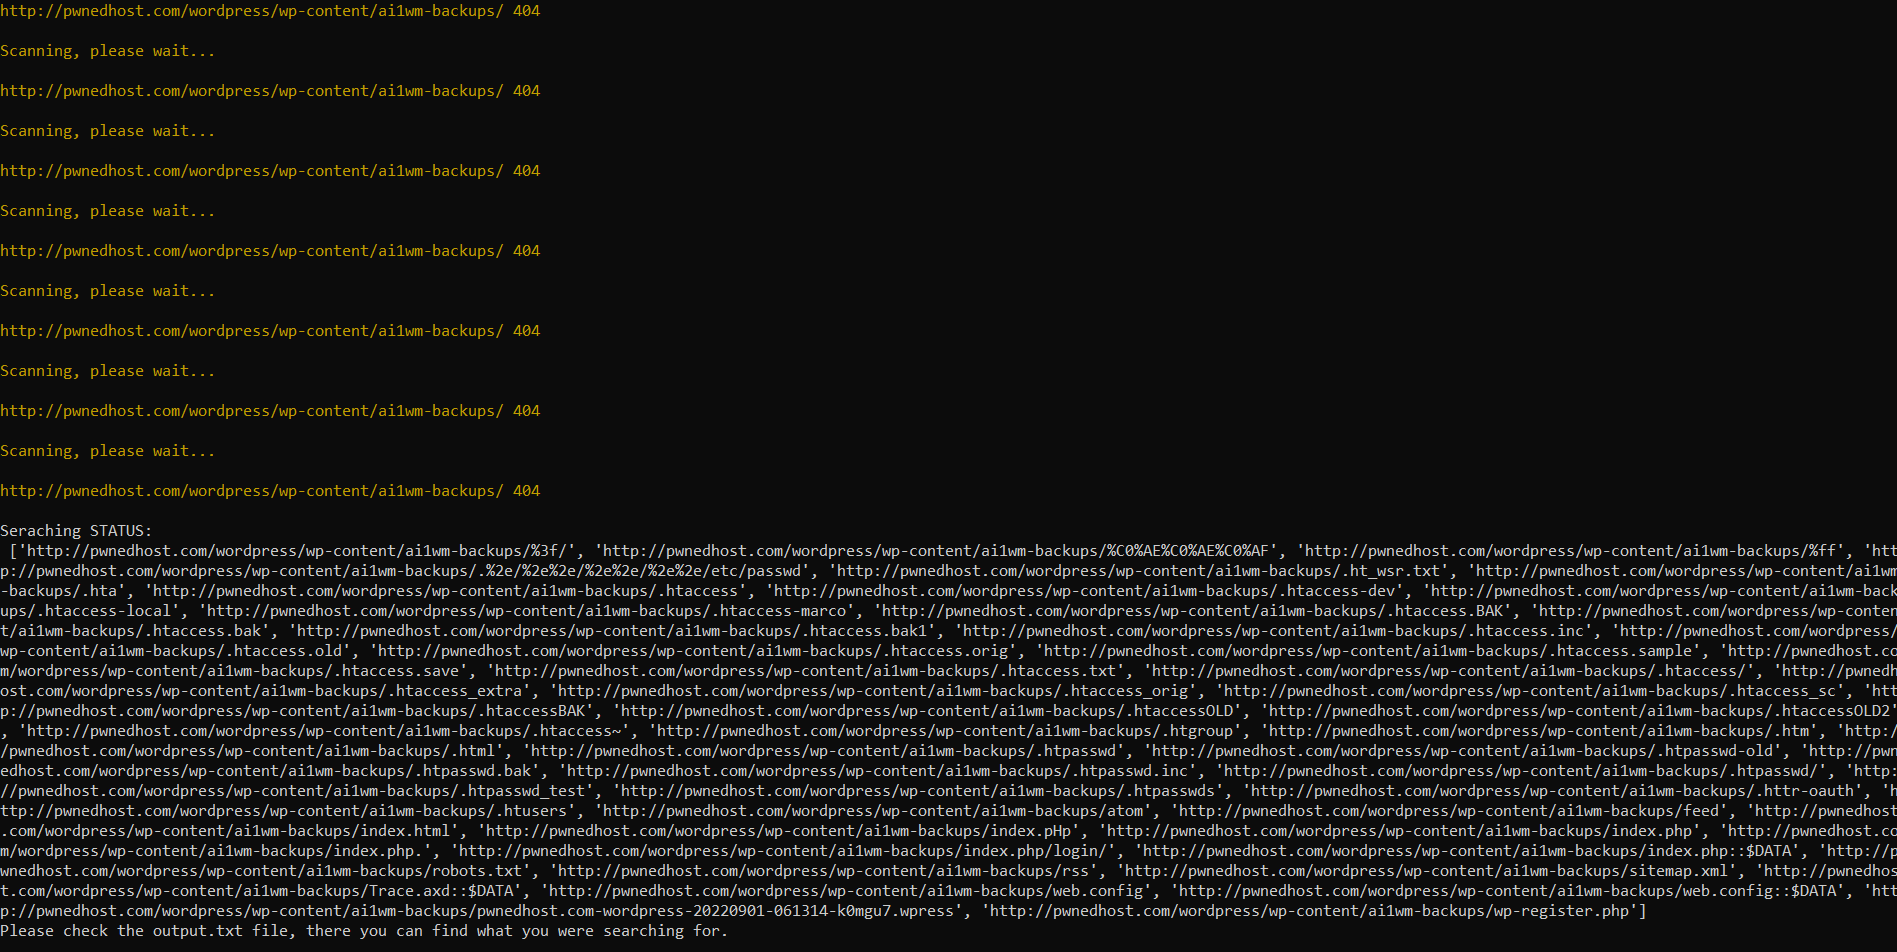 http://pwnedhost.com/wordpress/wp-content/ai1wm-backups/ 404
Scanning, please wait...
http://pwnedhost.com/wordpress/wp-content/ai1wm-backups/ 404
Scanning, please wait...
http://pwnedhost.com/wordpress/wp-content/ai1wm-backups/ 404
Scanning, please wait...
http://pwnedhost.com/wordpress/wp-content/ai1wm-backups/ 404
Scanning, please wait...
http://pwnedhost.com/wordpress/wp-content/ai1wm-backups/ 404
Scanning, please wait...
http://pwnedhost.com/wordpress/wp-content/ai1wm-backups/ 404
Scanning, please wait...
http://pwnedhost.com/wordpress/wp-content/ai1wm-backups/ 404
Seraching STATUS:
['http://pwnedhost.com/wordpress/wp-content/ai1wm-backups/%3f/', 'http://pwnedhost.com/wordpress/wp-content/ai1wm-backups/%C0%AE%C0%AE%C0%AF', 'http://pwnedhost.com/wordpress/wp-content/ai1wm-backups/%ff', 'htt
p://pwnedhost.com/wordpress/wp-content/ai1wm-backups/.%2e/%2e%2e/%2e%2e/%2e%2e/etc/passwd', 'http://pwnedhost.com/wordpress/wp-content/ai1wm-backups/.ht_wsr.txt', 'http://pwnedhost.com/wordpress/wp-content/ai1wm
-backups/.hta', 'http://pwnedhost.com/wordpress/wp-content/ai1wm-backups/.htaccess', 'http://pwnedhost.com/wordpress/wp-content/ai1wm-backups/.htaccess-dev', 'http://pwnedhost.com/wordpress/wp-content/ai1wm-back
ups/.htaccess-local', 'http://pwnedhost.com/wordpress/wp-content/ai1wm-backups/.htaccess-marco', 'http://pwnedhost.com/wordpress/wp-content/ai1wm-backups/.htaccess.BAK', 'http://pwnedhost.com/wordpress/wp-conten
t/ai1wm-backups/.htaccess.bak', 'http://pwnedhost.com/wordpress/wp-content/ai1wm-backups/.htaccess.bak1', 'http://pwnedhost.com/wordpress/wp-content/ai1wm-backups/.htaccess.inc', 'http://pwnedhost.com/wordpress/
wp-content/ai1wm-backups/.htaccess.old', 'http://pwnedhost.com/wordpress/wp-content/ai1wm-backups/.htaccess.orig', 'http://pwnedhost.com/wordpress/wp-content/ai1wm-backups/.htaccess.sample', 'http://pwnedhost.co
m/wordpress/wp-content/ai1wm-backups/.htaccess.save', 'http://pwnedhost.com/wordpress/wp-content/ai1wm-backups/.htaccess.txt', 'http://pwnedhost.com/wordpress/wp-content/ai1wm-backups/.htaccess/', 'http://pwnedh
ost.com/wordpress/wp-content/ai1wm-backups/.htaccess_extra', 'http://pwnedhost.com/wordpress/wp-content/ai1wm-backups/.htaccess_orig', 'http://pwnedhost.com/wordpress/wp-content/ai1wm-backups/.htaccess_sc', 'htt
p://pwnedhost.com/wordpress/wp-content/ai1wm-backups/.htaccessBAK', 'http://pwnedhost.com/wordpress/wp-content/ai1wm-backups/.htaccessOLD', 'http://pwnedhost.com/wordpress/wp-content/ai1wm-backups/.htaccessOLD2'
, 'http://pwnedhost.com/wordpress/wp-content/ai1wm-backups/.htaccess~', 'http://pwnedhost.com/wordpress/wp-content/ai1wm-backups/.htgroup', 'http://pwnedhost.com/wordpress/wp-content/ai1wm-backups/.htm', 'http:/
/pwnedhost.com/wordpress/wp-content/ai1wm-backups/.html', 'http://pwnedhost.com/wordpress/wp-content/ai1wm-backups/.htpasswd', 'http://pwnedhost.com/wordpress/wp-content/ai1wm-backups/.htpasswd-old', 'http://pwn
edhost.com/wordpress/wp-content/ai1wm-backups/.htpasswd.bak', 'http://pwnedhost.com/wordpress/wp-content/ai1wm-backups/.htpasswd.inc', 'http://pwnedhost.com/wordpress/wp-content/ai1wm-backups/.htpasswd/', 'http:
//pwnedhost.com/wordpress/wp-content/ai1wm-backups/.htpasswd_test', 'http://pwnedhost.com/wordpress/wp-content/ai1wm-backups/.htpasswds', 'http://pwnedhost.com/wordpress/wp-content/ai1wm-backups/.httr-oauth', 'h
ttp://pwnedhost.com/wordpress/wp-content/ai1wm-backups/.htusers', 'http://pwnedhost.com/wordpress/wp-content/ai1wm-backups/atom', 'http://pwnedhost.com/wordpress/wp-content/ai1wm-backups/feed', 'http://pwnedhost
.com/wordpress/wp-content/ai1wm-backups/index.html', 'http://pwnedhost.com/wordpress/wp-content/ai1wm-backups/index.pHp', 'http://pwnedhost.com/wordpress/wp-content/ai1wm-backups/index.php', 'http://pwnedhost.co
m/wordpress/wp-content/ai1wm-backups/index.php.', 'http://pwnedhost.com/wordpress/wp-content/ai1wm-backups/index.php/login/', 'http://pwnedhost.com/wordpress/wp-content/ai1wm-backups/index.php::$DATA', 'http://p
wnedhost.com/wordpress/wp-content/ai1wm-backups/robots.txt', 'http://pwnedhost.com/wordpress/wp-content/ai1wm-backups/rss', 'http://pwnedhost.com/wordpress/wp-content/ai1wm-backups/sitemap.xml', 'http://pwnedhos
t.com/wordpress/wp-content/ai1wm-backups/Trace.axd::$DATA', 'http://pwnedhost.com/wordpress/wp-content/ai1wm-backups/web.config', 'http://pwnedhost.com/wordpress/wp-content/ai1wm-backups/web.config::$DATA', 'htt
p://pwnedhost.com/wordpress/wp-content/ai1wm-backups/pwnedhost.com-wordpress-20220901-061314-k0mgu7.wpress', 'http://pwnedhost.com/wordpress/wp-content/ai1wm-backups/wp-register.php']
Please check the output.txt file, there you can find what you were searching for.